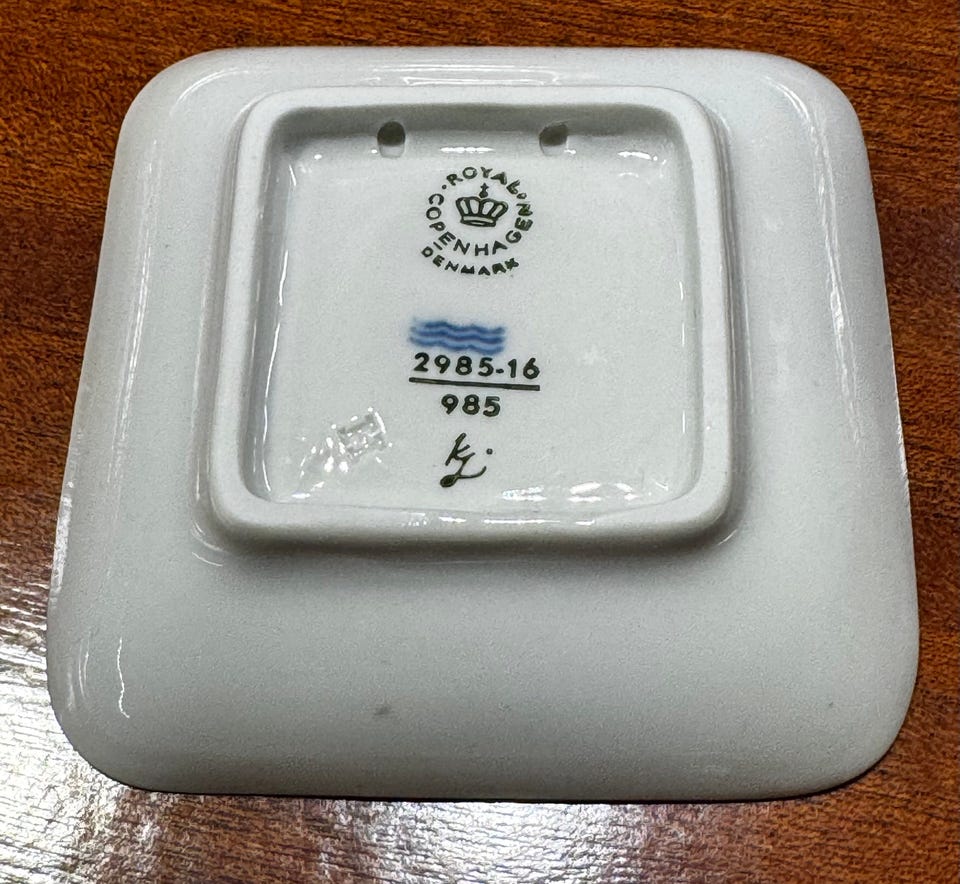 ROYAL
COPENHAGEN
DENMARK
2985-16
985